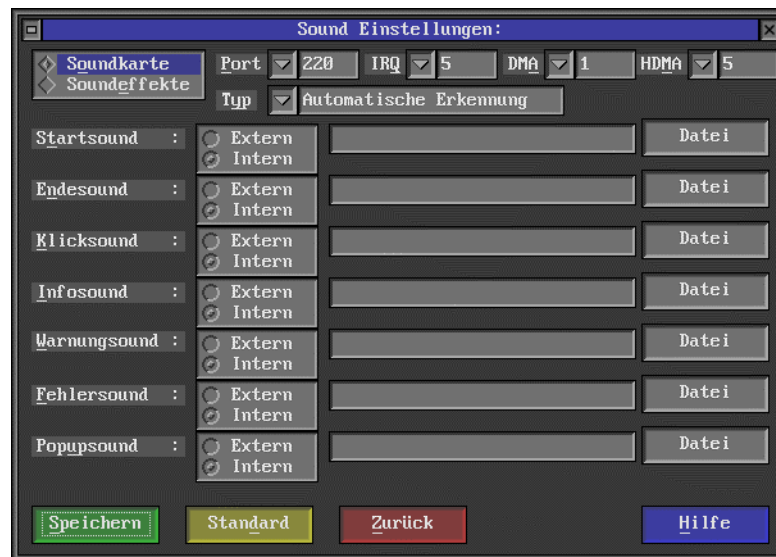 Sound Einstellungen:
Soundkarte Port 220 IRQ 5 DMA 1 HDMA 5
Soundeffekte
Typ Automatische Erkennung
Startsound : Extern Datei
Intern
Endesound : Extern Datei
Intern
Klicksound : Extern Datei
Intern
Infosound : Extern Datei
Intern
Warnungsound : Extern Datei
Intern
Fehlersound : Extern Datei
Intern
Popupsound : Extern Datei
Intern
Speichern Standard Zurück Hilfe